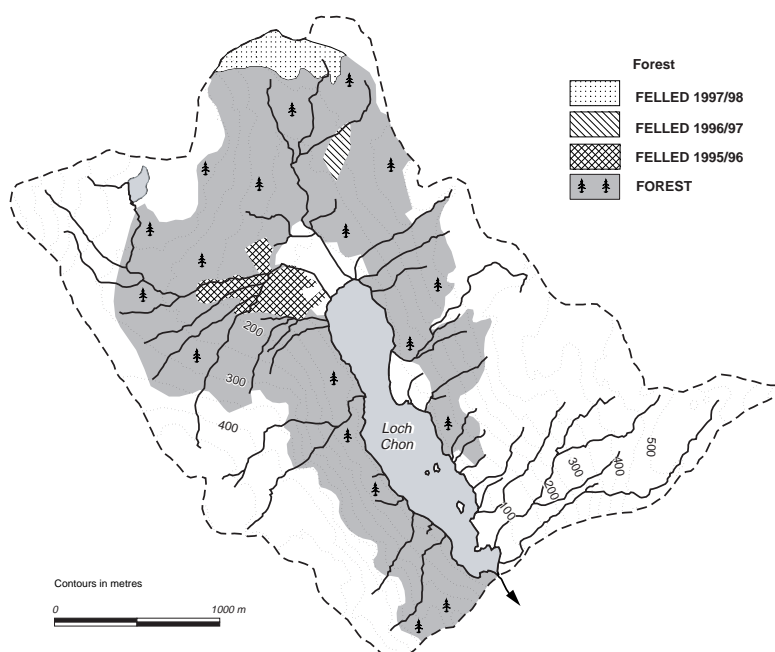 Forest
FELLED 1997/98
FELLED 1996/97
FELLED 1995/96
FOREST
200
300
400
Loch
Chon
500
400
300
200
100
Contours in metres
0 1000 m